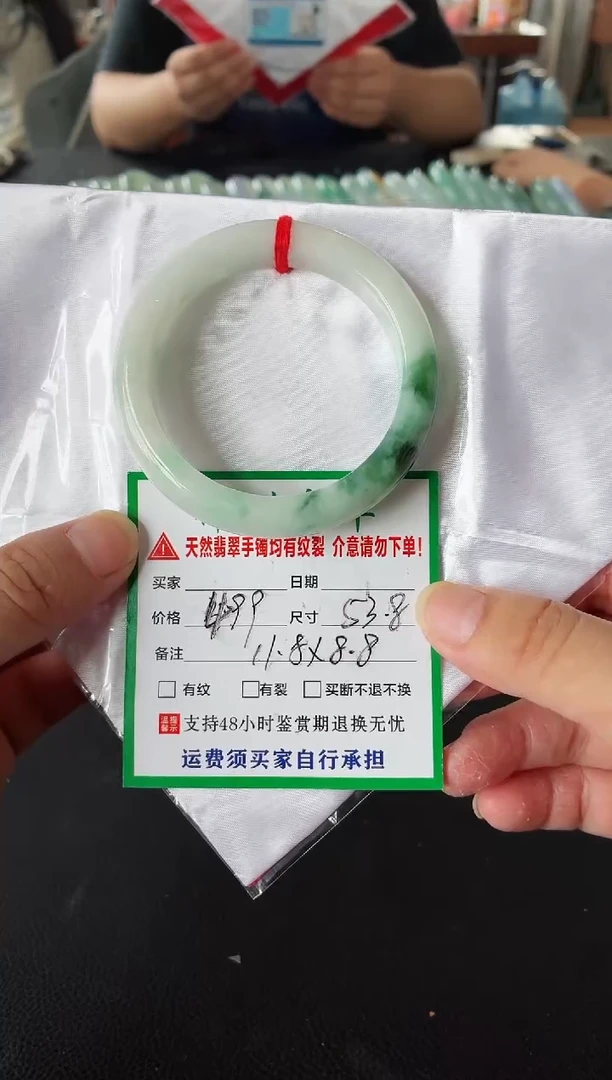 天然翡翠手镯均有纹裂 介意请勿下单！
买家 日期
价格 499 尺寸 53.8
备注 11.8X8.8
□ 有纹 □ 有裂 □ 买断不退不换
温馨提示 支持48小时鉴赏期退换无忧
运费须买家自行承担